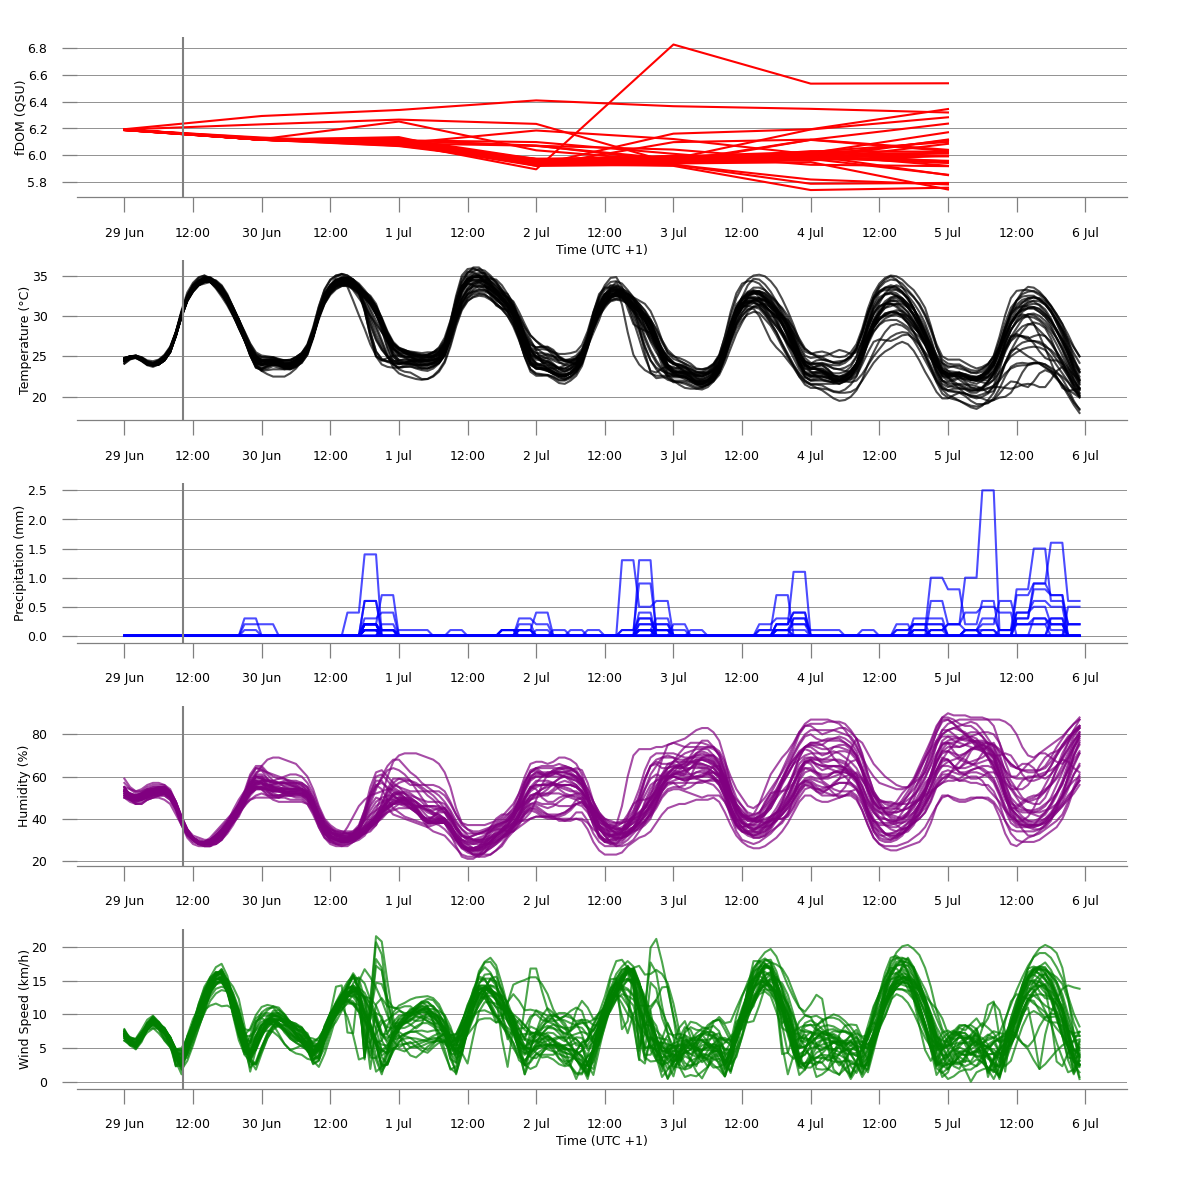 6.8
6.6
6.4
6.2
6.0
5.8
fDOM (QSU)
29 Jun 12:00 30 Jun 12:00 1 Jul 12:00 2 Jul 12:00 3 Jul 12:00 4 Jul 12:00 5 Jul 12:00 6 Jul
Time (UTC +1)
35
30
25
20
Temperature (°C)
29 Jun 12:00 30 Jun 12:00 1 Jul 12:00 2 Jul 12:00 3 Jul 12:00 4 Jul 12:00 5 Jul 12:00 6 Jul
2.5
2.0
1.5
1.0
0.5
0.0
Precipitation (mm)
29 Jun 12:00 30 Jun 12:00 1 Jul 12:00 2 Jul 12:00 3 Jul 12:00 4 Jul 12:00 5 Jul 12:00 6 Jul
80
60
40
20
Humidity (%)
29 Jun 12:00 30 Jun 12:00 1 Jul 12:00 2 Jul 12:00 3 Jul 12:00 4 Jul 12:00 5 Jul 12:00 6 Jul
20
15
10
5
0
Wind Speed (km/h)
29 Jun 12:00 30 Jun 12:00 1 Jul 12:00 2 Jul 12:00 3 Jul 12:00 4 Jul 12:00 5 Jul 12:00 6 Jul
Time (UTC +1)